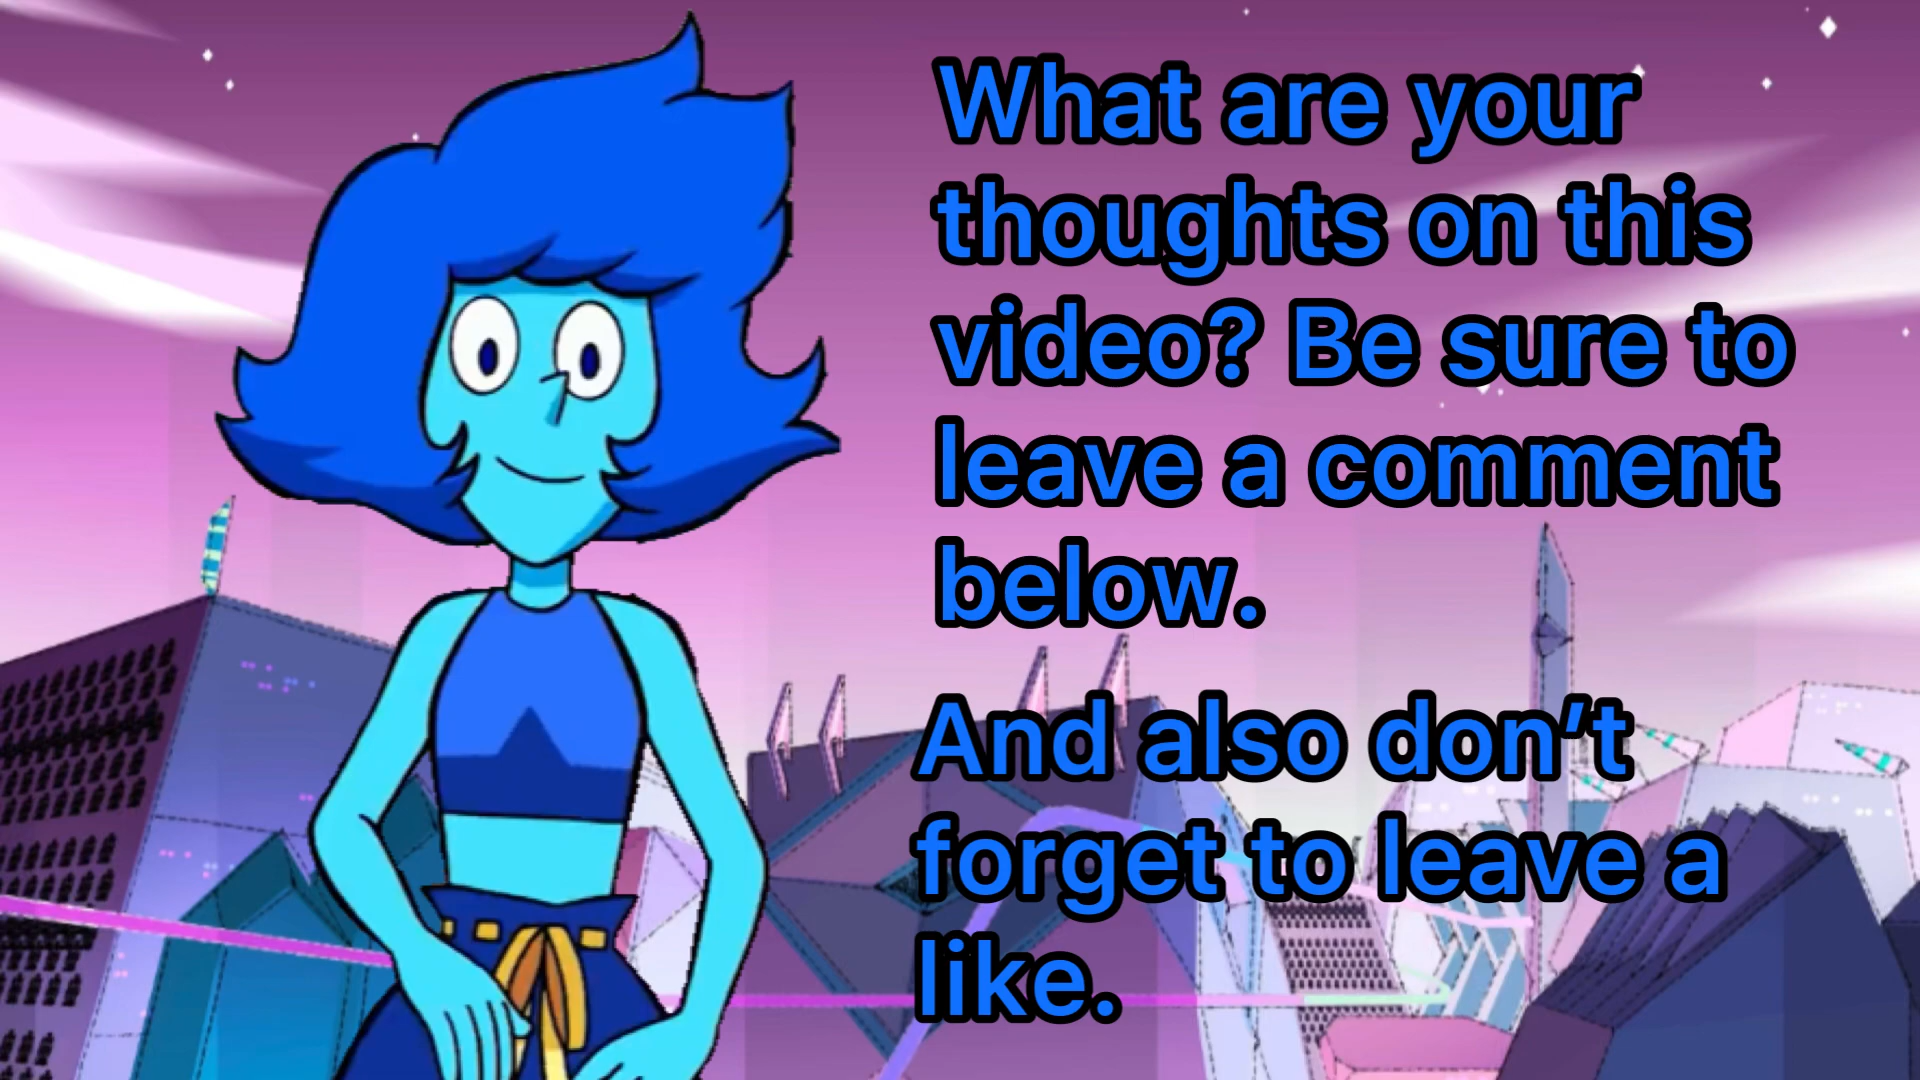 What are your
thoughts on this
video? Be sure to
leave a comment
below.
And also don’t
forget to leave a
like.